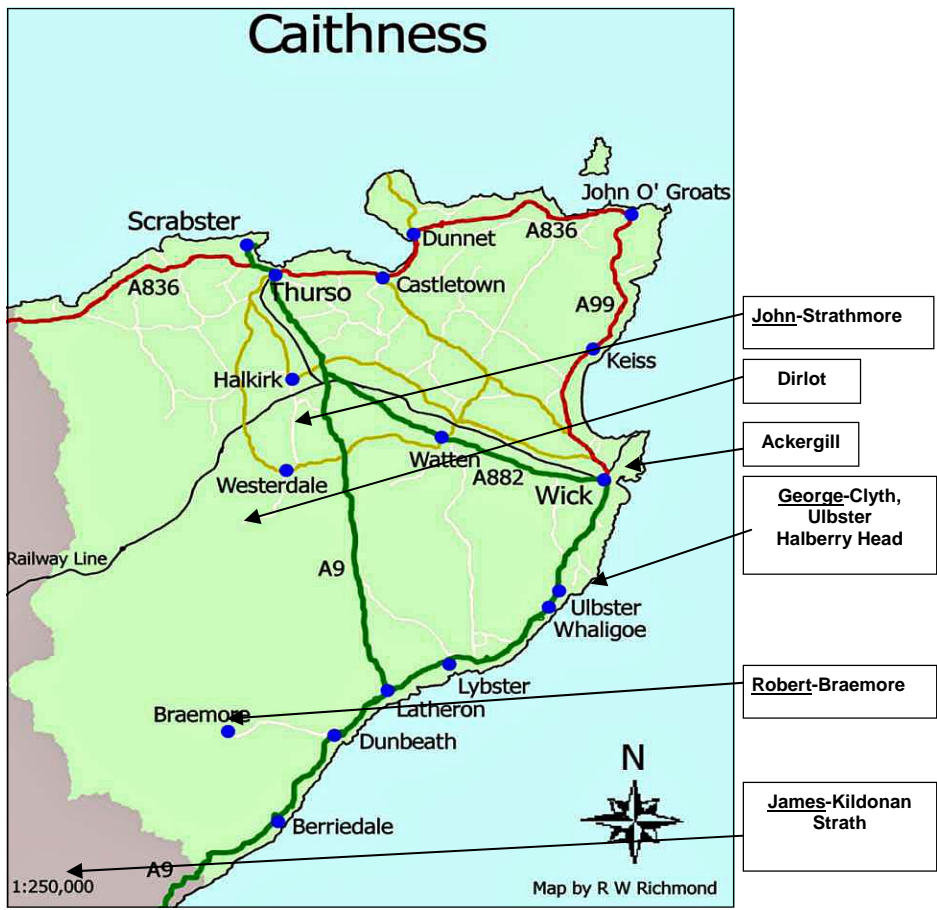 Caithness
John O' Groats
Scrabster
Dunnet
A836
Thurso
Castletown
A836
A99
John-Strathmore
Keiss
Halkirk
Dirlot
Watten
Ackergill
Westerdale
A882
Wick
George-Clyth,
Ulbster
Halberry Head
Railway Line
A9
Ulbster
Whaligoe
Lybster
Robert-Braemore
Braemore
Latheron
Dunbeath
N
James-Kildonan
Strath
Berriedale
A9
1:250,000
Map by R W Richmond